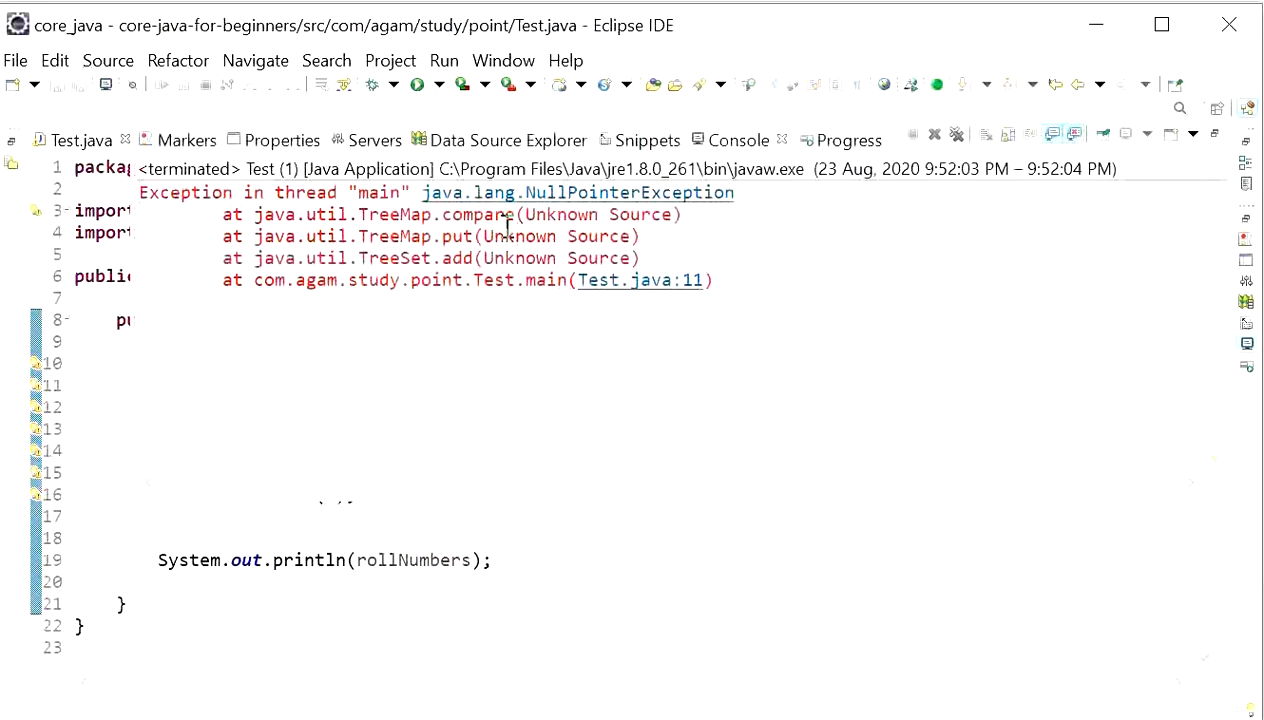 core_java - core-java-for-beginners/src/com/agam/study/point/Test.java - Eclipse IDE
File Edit Source Refactor Navigate Search Project Run Window Help
Test.java Markers Properties Servers Data Source Explorer Snippets Console Progress
<terminated> Test (1) [Java Application] C:\Program Files\Java\jre1.8.0_261\bin\javaw.exe (23 Aug, 2020 9:52:03 PM – 9:52:04 PM)
Exception in thread "main" java.lang.NullPointerException
at java.util.TreeMap.compare(Unknown Source)
at java.util.TreeMap.put(Unknown Source)
at java.util.TreeSet.add(Unknown Source)
at com.agam.study.point.Test.main(Test.java:11)
1
2
3
4
5
6
7
8
9
10
11
12
13
14
15
16
17
18
19 System.out.println(rollNumbers);
20
21 }
22 }
23